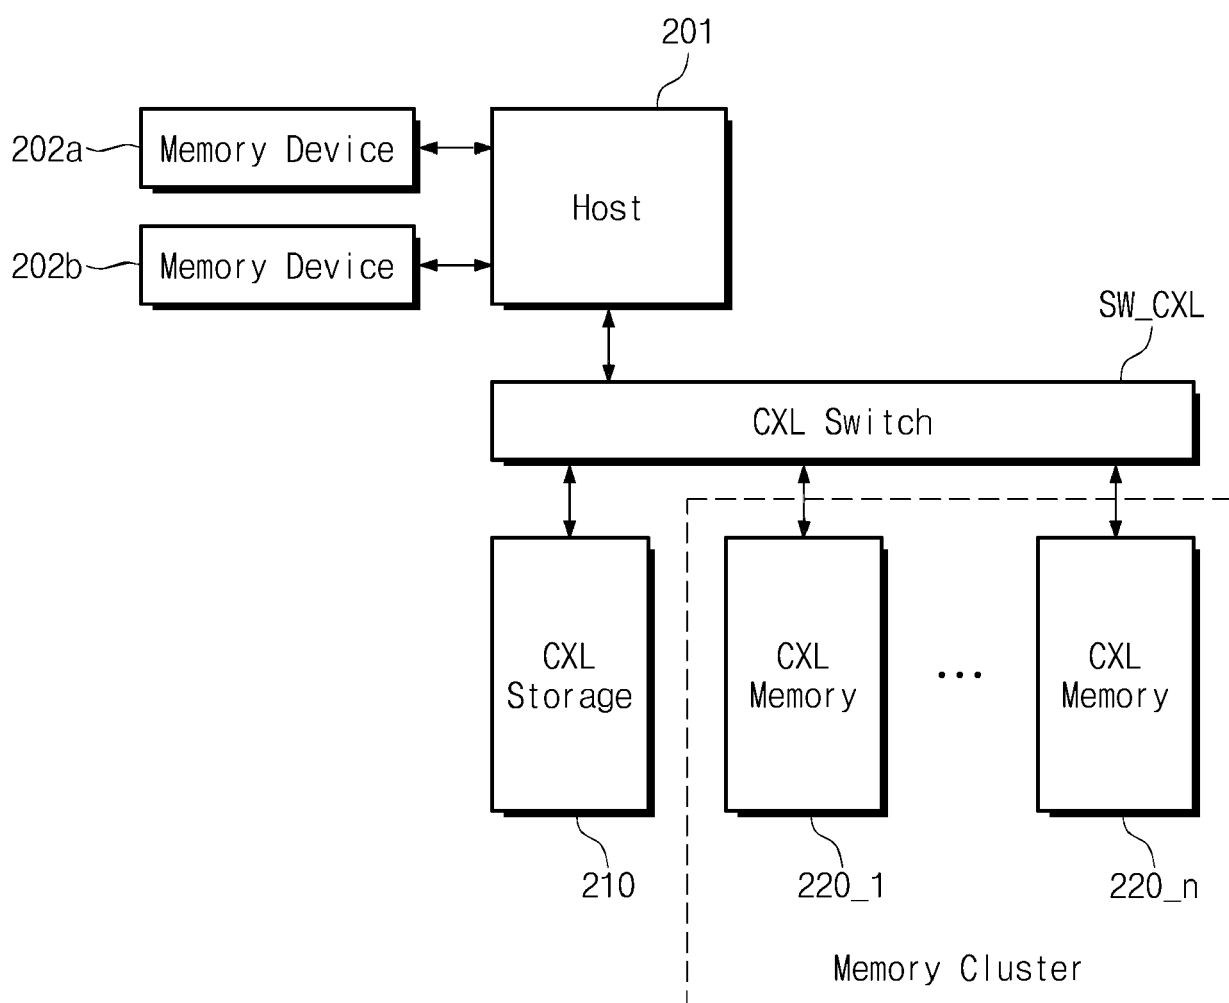 201
202a
Memory Device
Host
202b
Memory Device
SW_CXL
CXL Switch
CXL
Storage
CXL
Memory
...
CXL
Memory
210
220_1
220_n
Memory Cluster